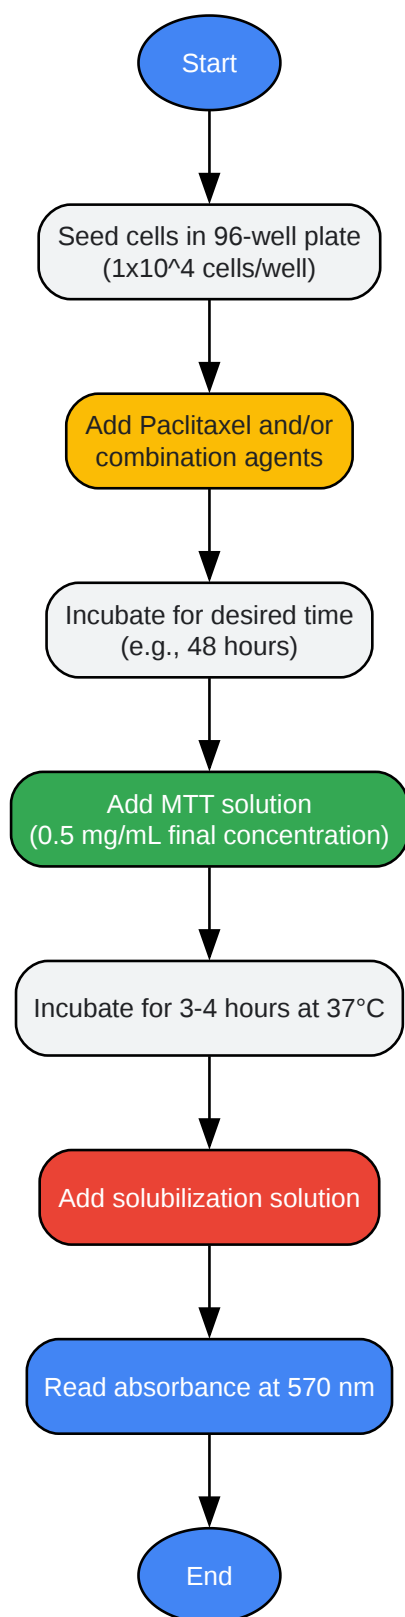 Start
Seed cells in 96-well plate
(1x10^4 cells/well)
Add Paclitaxel and/or
combination agents
Incubate for desired time
(e.g., 48 hours)
Add MTT solution
(0.5 mg/mL final concentration)
Incubate for 3-4 hours at 37°C
Add solubilization solution
Read absorbance at 570 nm
End